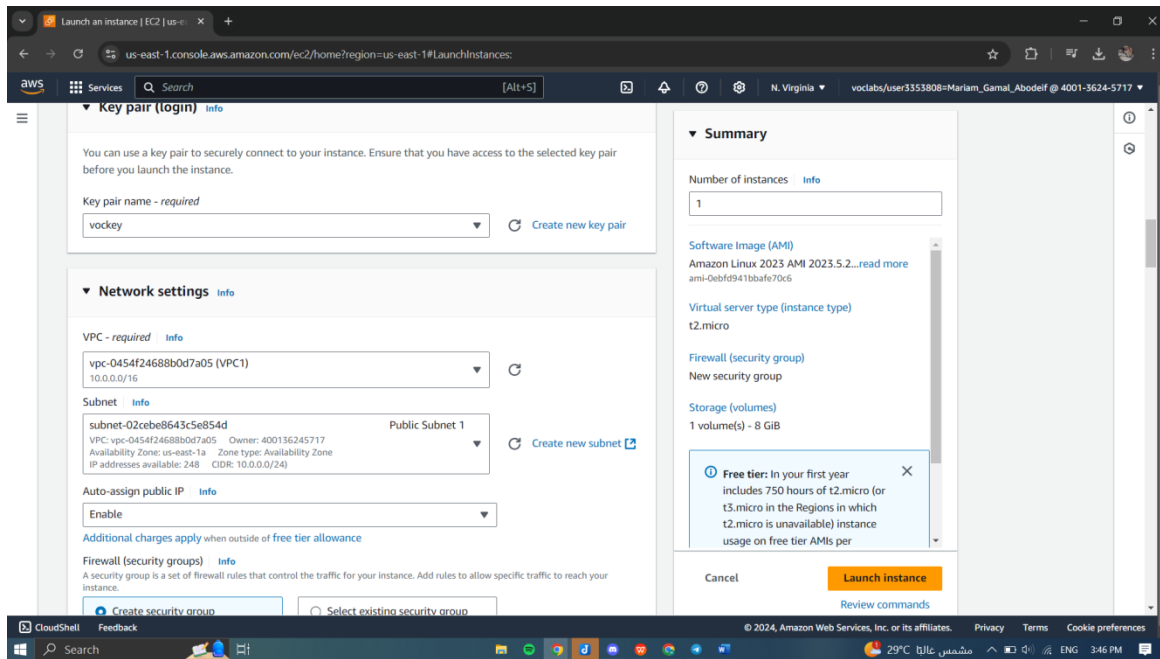 Launch an instance | EC2 | us-e
us-east-1.console.aws.amazon.com/ec2/home?region=us-east-1#LaunchInstances:
aws Services Search [Alt+S] N. Virginia voclabs/user3353808=Mariam_Gamal_Abodeif @ 4001-3624-5717
Key pair (login) Info
You can use a key pair to securely connect to your instance. Ensure that you have access to the selected key pair
before you launch the instance.
Key pair name - required
vockey
Create new key pair
Network settings Info
VPC - required Info
vpc-0454f24688b0d7a05 (VPC1)
10.0.0.0/16
Subnet Info
subnet-02cebe8643c5e854d Public Subnet 1
VPC: vpc-0454f24688b0d7a05 Owner: 400136245717
Availability Zone: us-east-1a Zone type: Availability Zone
IP addresses available: 248 CIDR: 10.0.0.0/24)
Create new subnet
Auto-assign public IP Info
Enable
Additional charges apply when outside of free tier allowance
Firewall (security groups) Info
A security group is a set of firewall rules that control the traffic for your instance. Add rules to allow specific traffic to reach your
instance.
Create security group Select existing security group
Summary
Number of instances Info
1
Software Image (AMI)
Amazon Linux 2023 AMI 2023.5.2...read more
ami-0ebfd941bbafe70c6
Virtual server type (instance type)
t2.micro
Firewall (security group)
New security group
Storage (volumes)
1 volume(s) - 8 GiB
Free tier: In your first year
includes 750 hours of t2.micro (or
t3.micro in the Regions in which
t2.micro is unavailable) instance
usage on free tier AMIs per
Cancel Launch instance
Review commands
CloudShell Feedback © 2024, Amazon Web Services, Inc. or its affiliates. Privacy Terms Cookie preferences
Search 29°C مشمس غالبًا ENG 3:46 PM